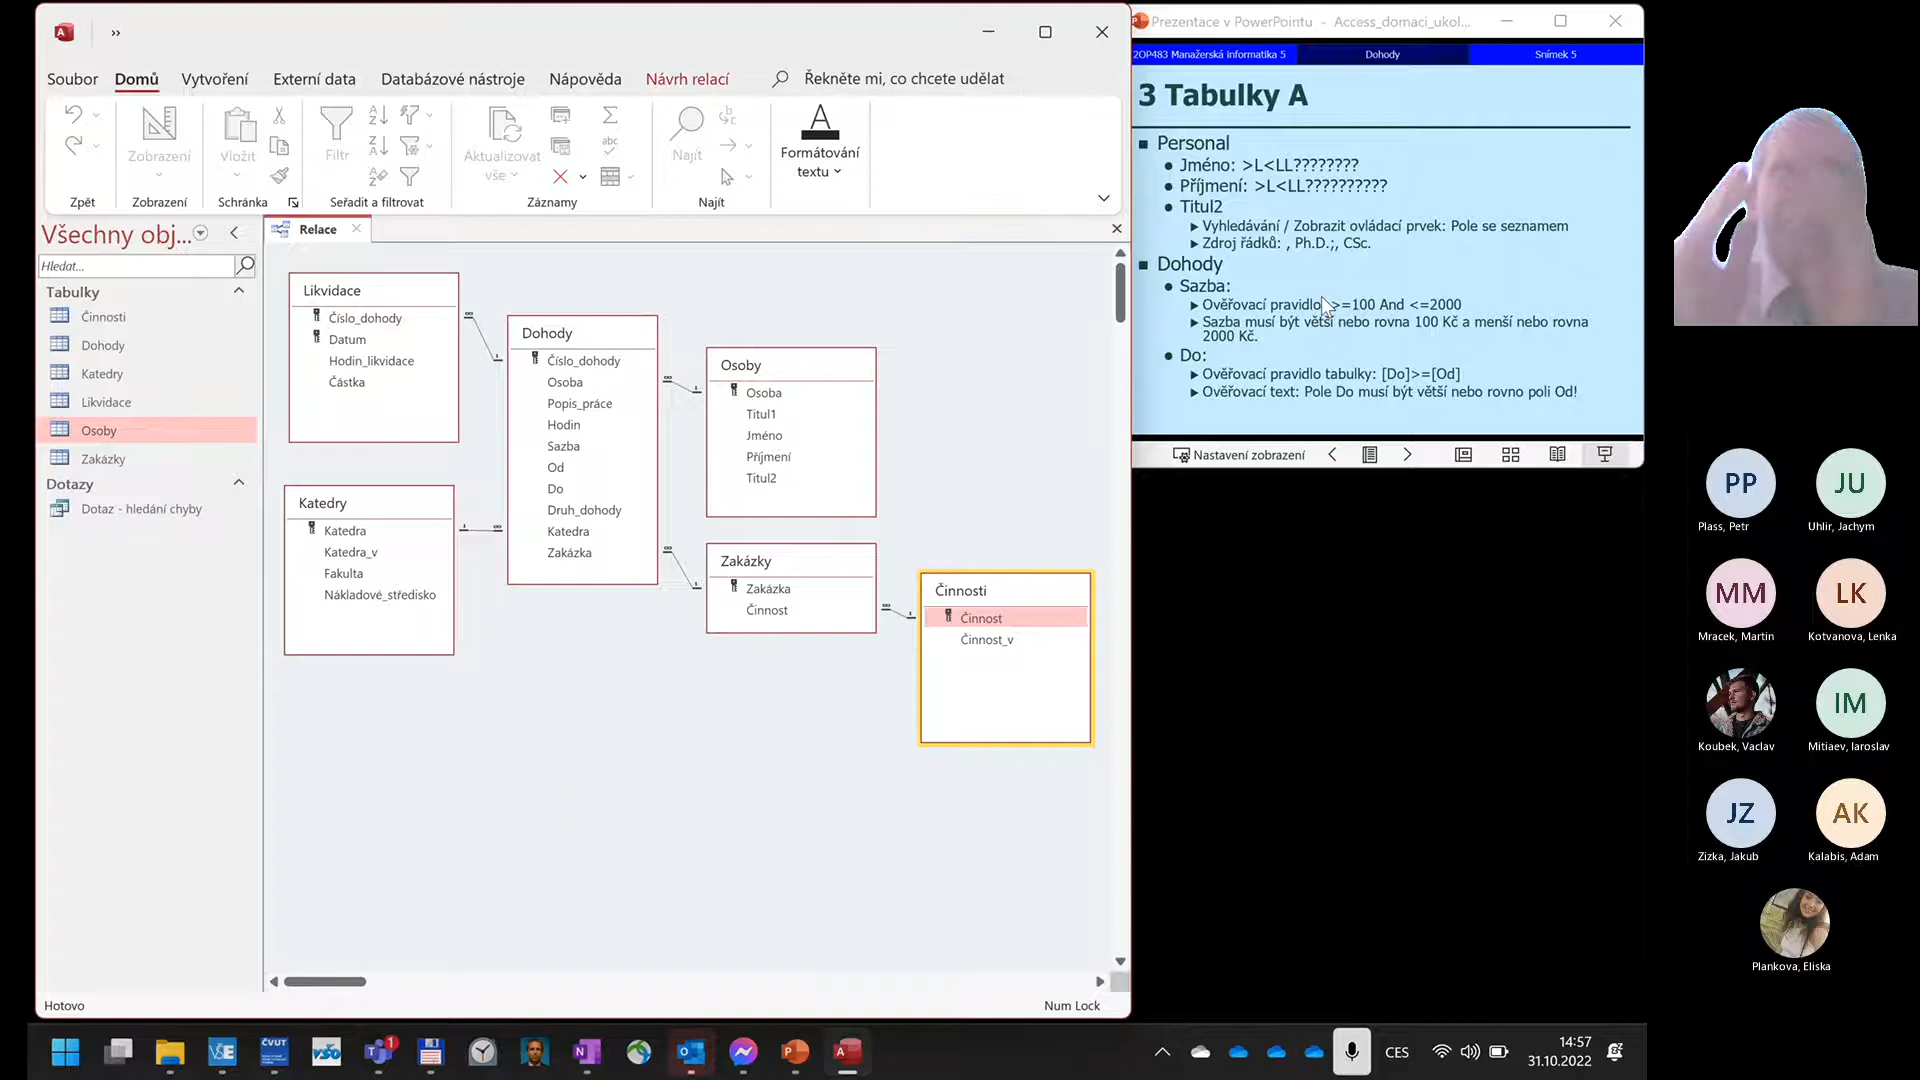 Soubor
Domů
Vytvoření
Externí data
Databázové nástroje
Nápověda
Návrh relací
Řekněte mi, co chcete udělat
Zobrazení
Vložit
Filtr
Aktualizovat
vše
Najít
Formátování
textu
Zpět
Zobrazení
Schránka
Seřadit a filtrovat
Záznamy
Najít
Všechny obj...
Hledat...
Tabulky
Činnosti
Dohody
Katedry
Likvidace
Osoby
Zakázky
Dotazy
Dotaz - hledání chyby
Relace
Likvidace
Číslo_dohody
Datum
Hodin_likvidace
Částka
Katedry
Katedra
Katedra_v
Fakulta
Nákladové_středisko
Dohody
Číslo_dohody
Osoba
Popis_práce
Hodin
Sazba
Od
Do
Druh_dohody
Katedra
Zakázka
Osoby
Osoba
Titul1
Jméno
Příjmení
Titul2
Zakázky
Zakázka
Činnost
Činnosti
Činnost
Činnost_v
Hotovo
Num Lock
Prezentace v PowerPointu - Access_domaci_ukol...
2OP483 Manažerská informatika 5
Dohody
Snímek 5
3 Tabulky A
Personal
Jméno: >L<LL????????
Příjmení: >L<LL??????????
Titul2
Vyhledávání / Zobrazit ovládací prvek: Pole se seznamem
Zdroj řádků: , Ph.D.;, CSc.
Dohody
Sazba:
Ověřovací pravidlo >=100 And <=2000
Sazba musí být větší nebo rovna 100 Kč a menší nebo rovna
2000 Kč.
Do:
Ověřovací pravidlo tabulky: [Do]>=[Od]
Ověřovací text: Pole Do musí být větší nebo rovno poli Od!
Nastavení zobrazení
PP
Plass, Petr
JU
Uhlir, Jachym
MM
Mracek, Martin
LK
Kotvanova, Lenka
Koubek, Vaclav
IM
Mitiaev, Iaroslav
JZ
Zizka, Jakub
AK
Kalabis, Adam
Plankova, Eliska
CES
14:57
31.10.2022